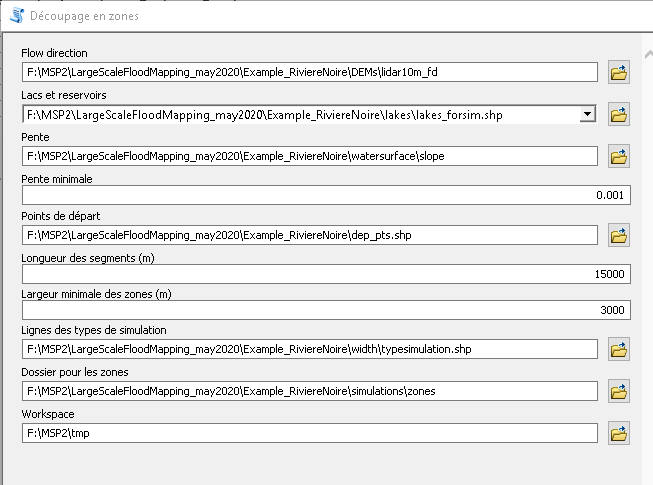 Découpage en zones
Flow direction
F:\MSP2\LargeScaleFloodMapping_may2020\Example_RiviereNoire\DEMs\lidar10m_fd
Lacs et reservoirs
F:\MSP2\LargeScaleFloodMapping_may2020\Example_RiviereNoire\lakes\lakes_forsim.shp
Pente
F:\MSP2\LargeScaleFloodMapping_may2020\Example_RiviereNoire\watersurface\slope
Pente minimale
0.001
Points de départ
F:\MSP2\LargeScaleFloodMapping_may2020\Example_RiviereNoire\dep_pts.shp
Longueur des segments (m)
15000
Largeur minimale des zones (m)
3000
Lignes des types de simulation
F:\MSP2\LargeScaleFloodMapping_may2020\Example_RiviereNoire\width\typesimulation.shp
Dossier pour les zones
F:\MSP2\LargeScaleFloodMapping_may2020\Example_RiviereNoire\simulations\zones
Workspace
F:\MSP2\tmp